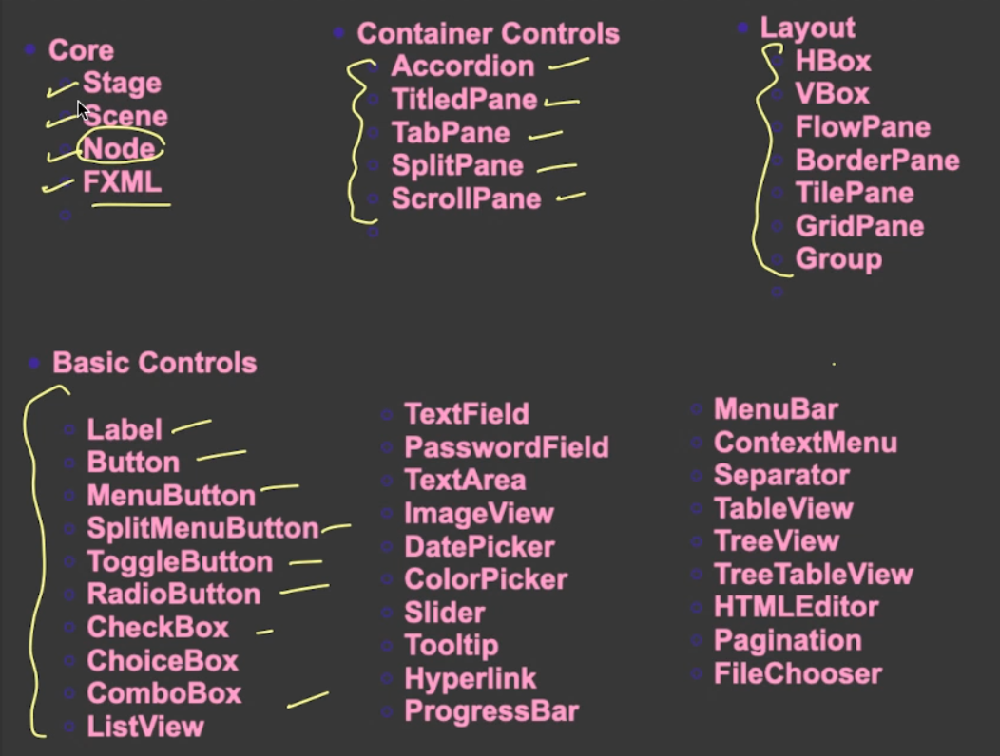 Core
Stage
Scene
Node
FXML
Container Controls
Accordion
TitledPane
TabPane
SplitPane
ScrollPane
Layout
HBox
VBox
FlowPane
BorderPane
TilePane
GridPane
Group
Basic Controls
Label
Button
MenuButton
SplitMenuButton
ToggleButton
RadioButton
CheckBox
ChoiceBox
ComboBox
ListView
TextField
PasswordField
TextArea
ImageView
DatePicker
ColorPicker
Slider
Tooltip
Hyperlink
ProgressBar
MenuBar
ContextMenu
Separator
TableView
TreeView
TreeTableView
HTMLEditor
Pagination
FileChooser